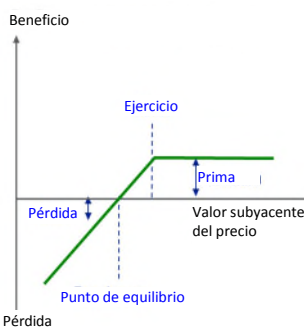 Beneficio
Ejercicio
Prima
Pérdida
Valor subyacente
del precio
Punto de equilibrio
Pérdida